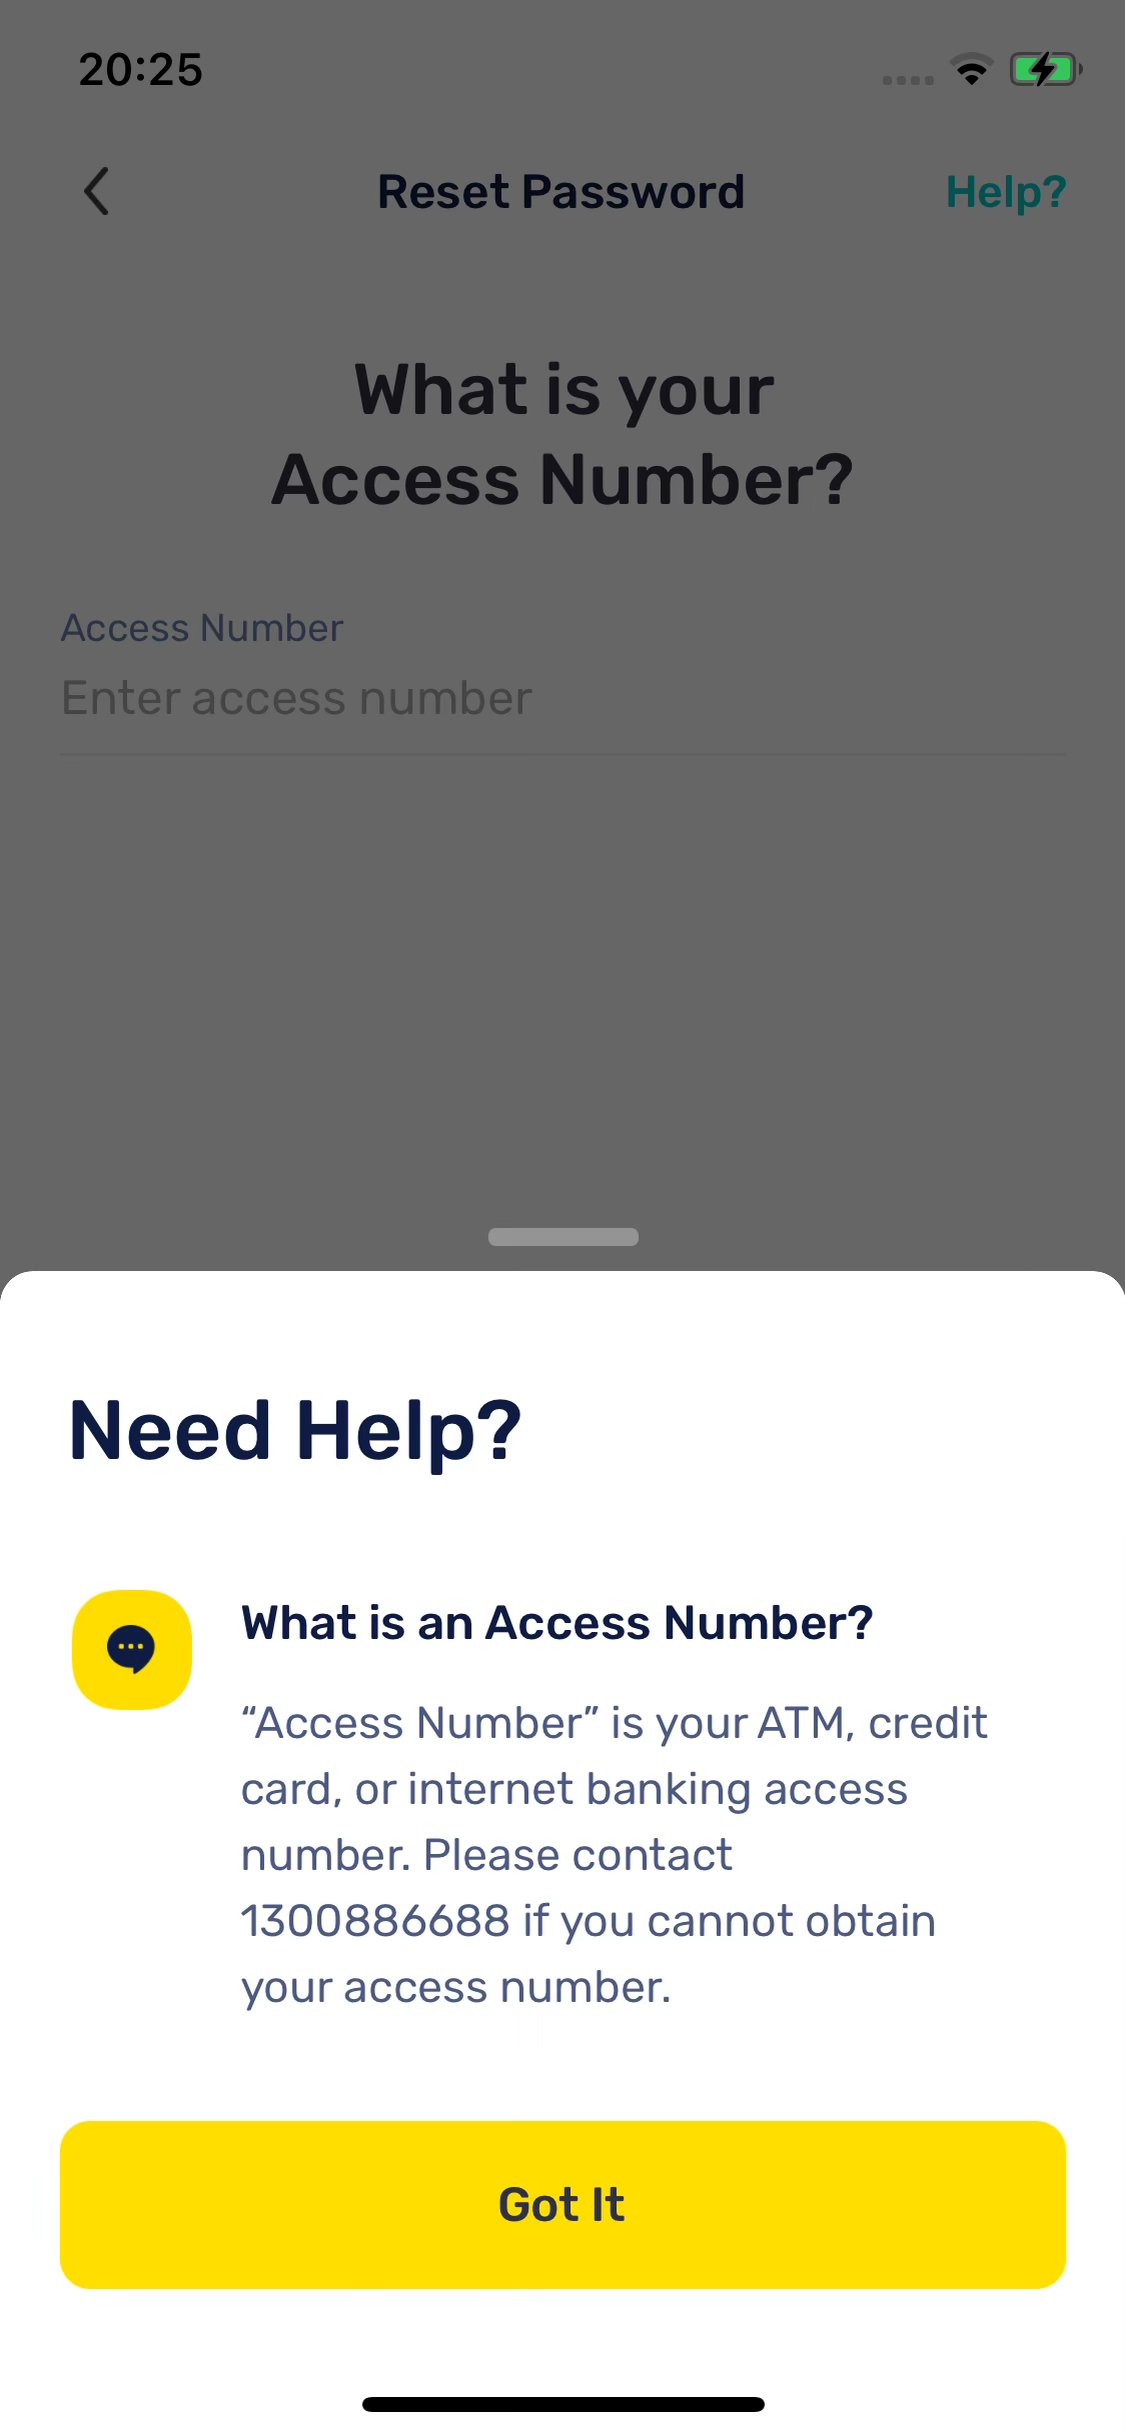 20:25
Reset Password
Help?
What is your
Access Number?
Access Number
Enter access number
Need Help?
What is an Access Number?
“Access Number” is your ATM, credit
card, or internet banking access
number. Please contact
1300886688 if you cannot obtain
your access number.
Got It